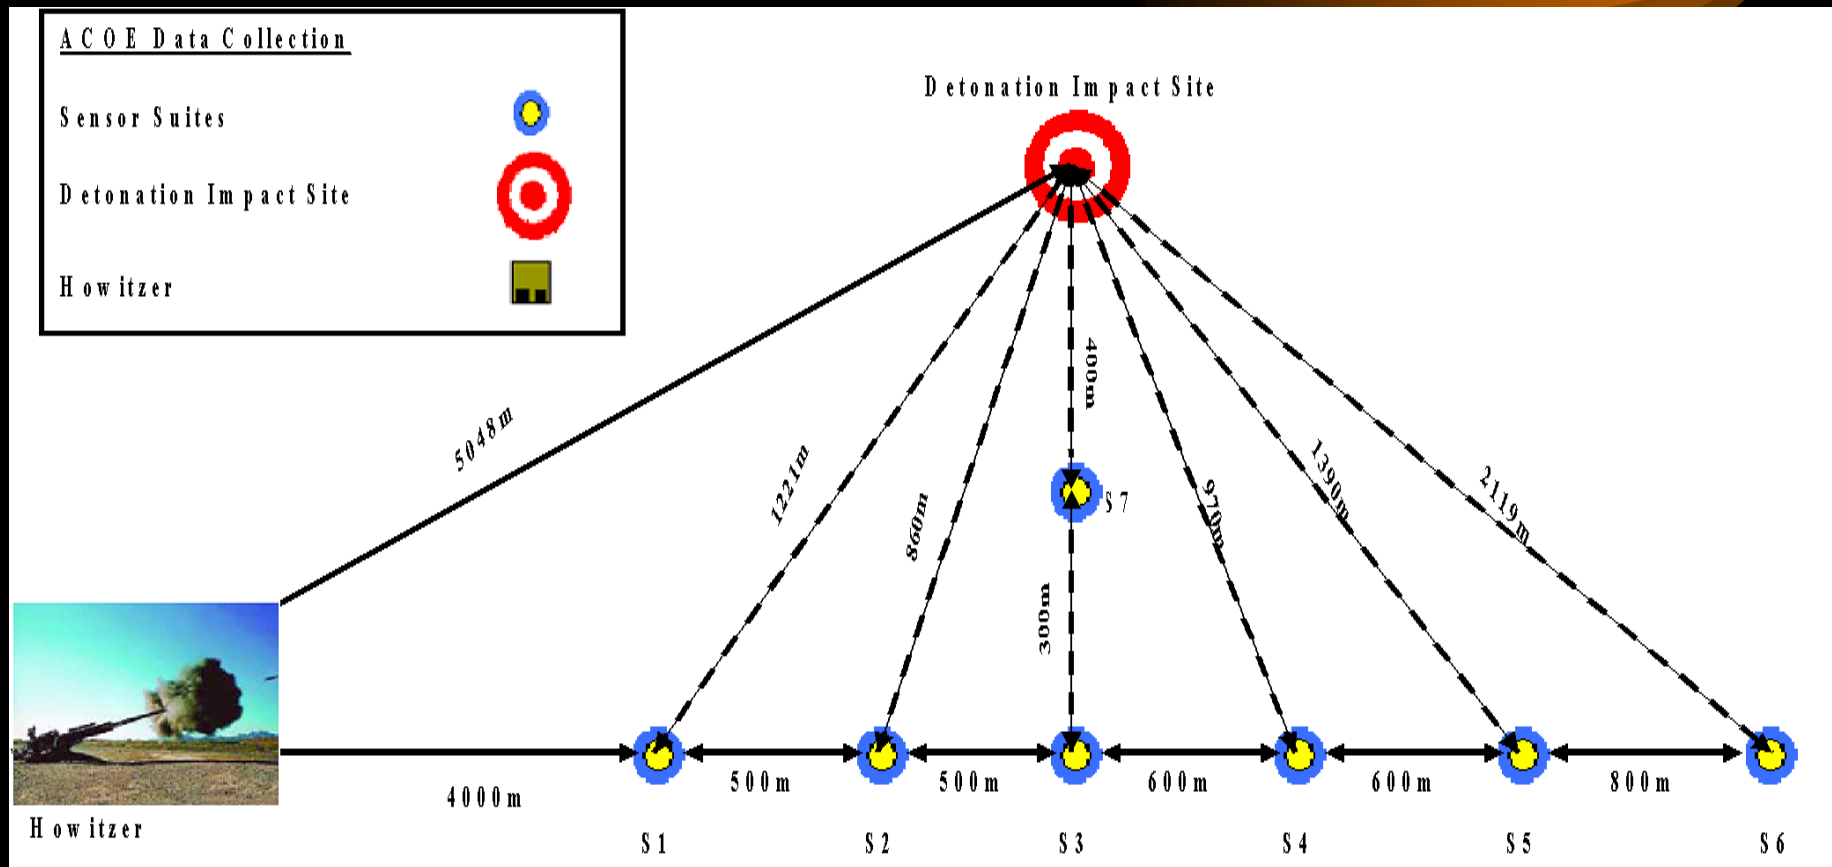 ACOE Data Collection
Sensor Suites
Detonation Impact Site
Howitzer
Detonation Impact Site
5048m
1221m
860m
400m
S7
300m
970m
1390m
2119m
4000m
500m
500m
600m
600m
800m
Howitzer
S1
S2
S3
S4
S5
S6